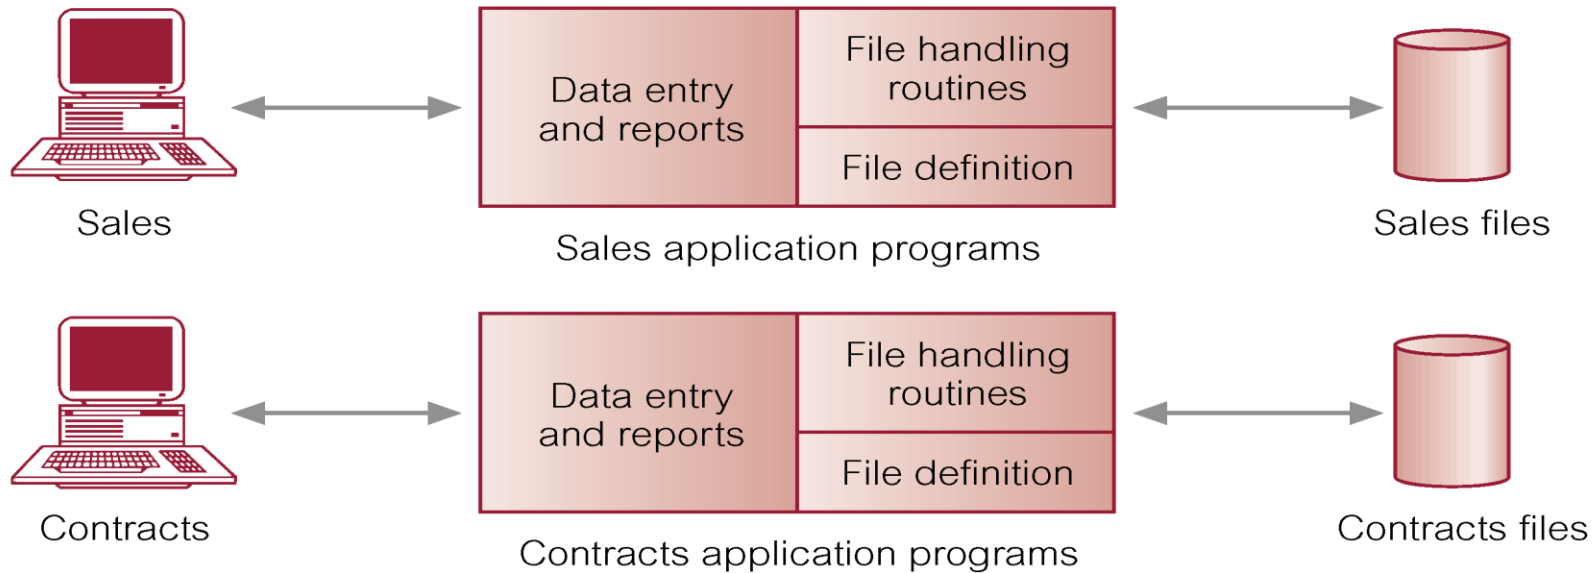 Data entry
and reports
File handling
routines
File definition
Sales
Sales application programs
Sales files
Data entry
and reports
File handling
routines
File definition
Contracts
Contracts application programs
Contracts files